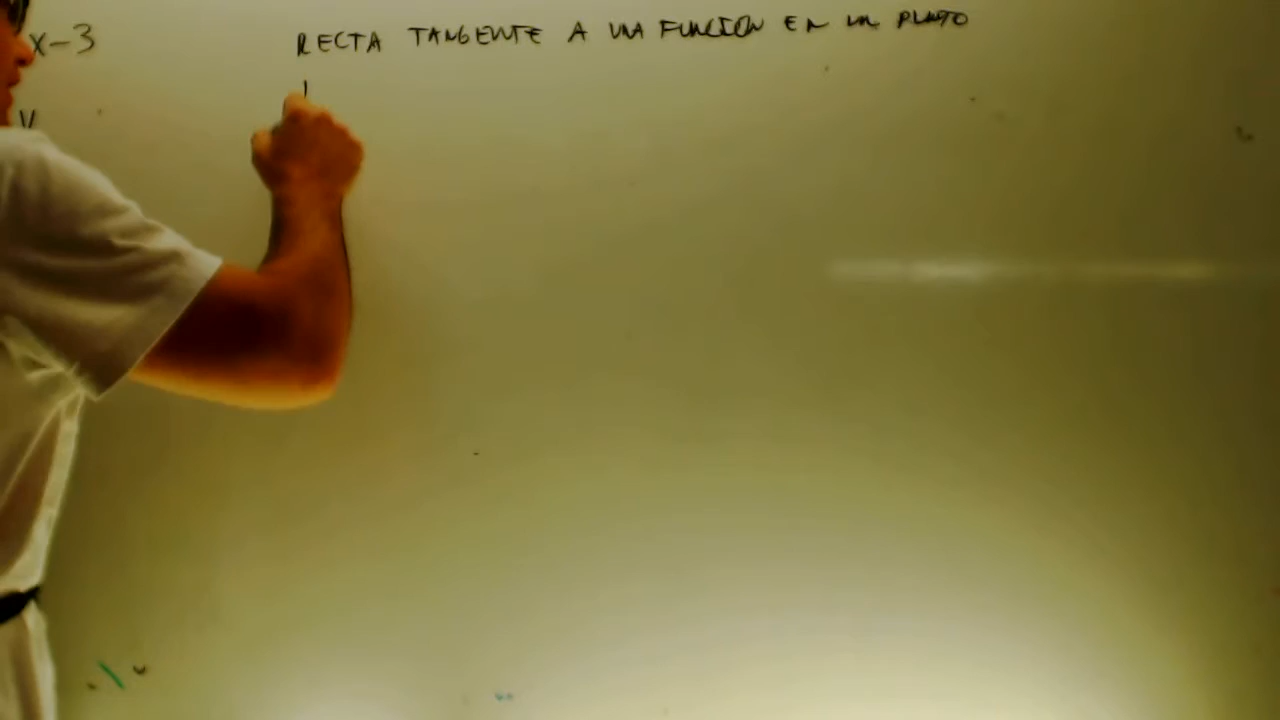 x-3
RECTA TANGENTE A UNA FUNCION EN UN PUNTO
y